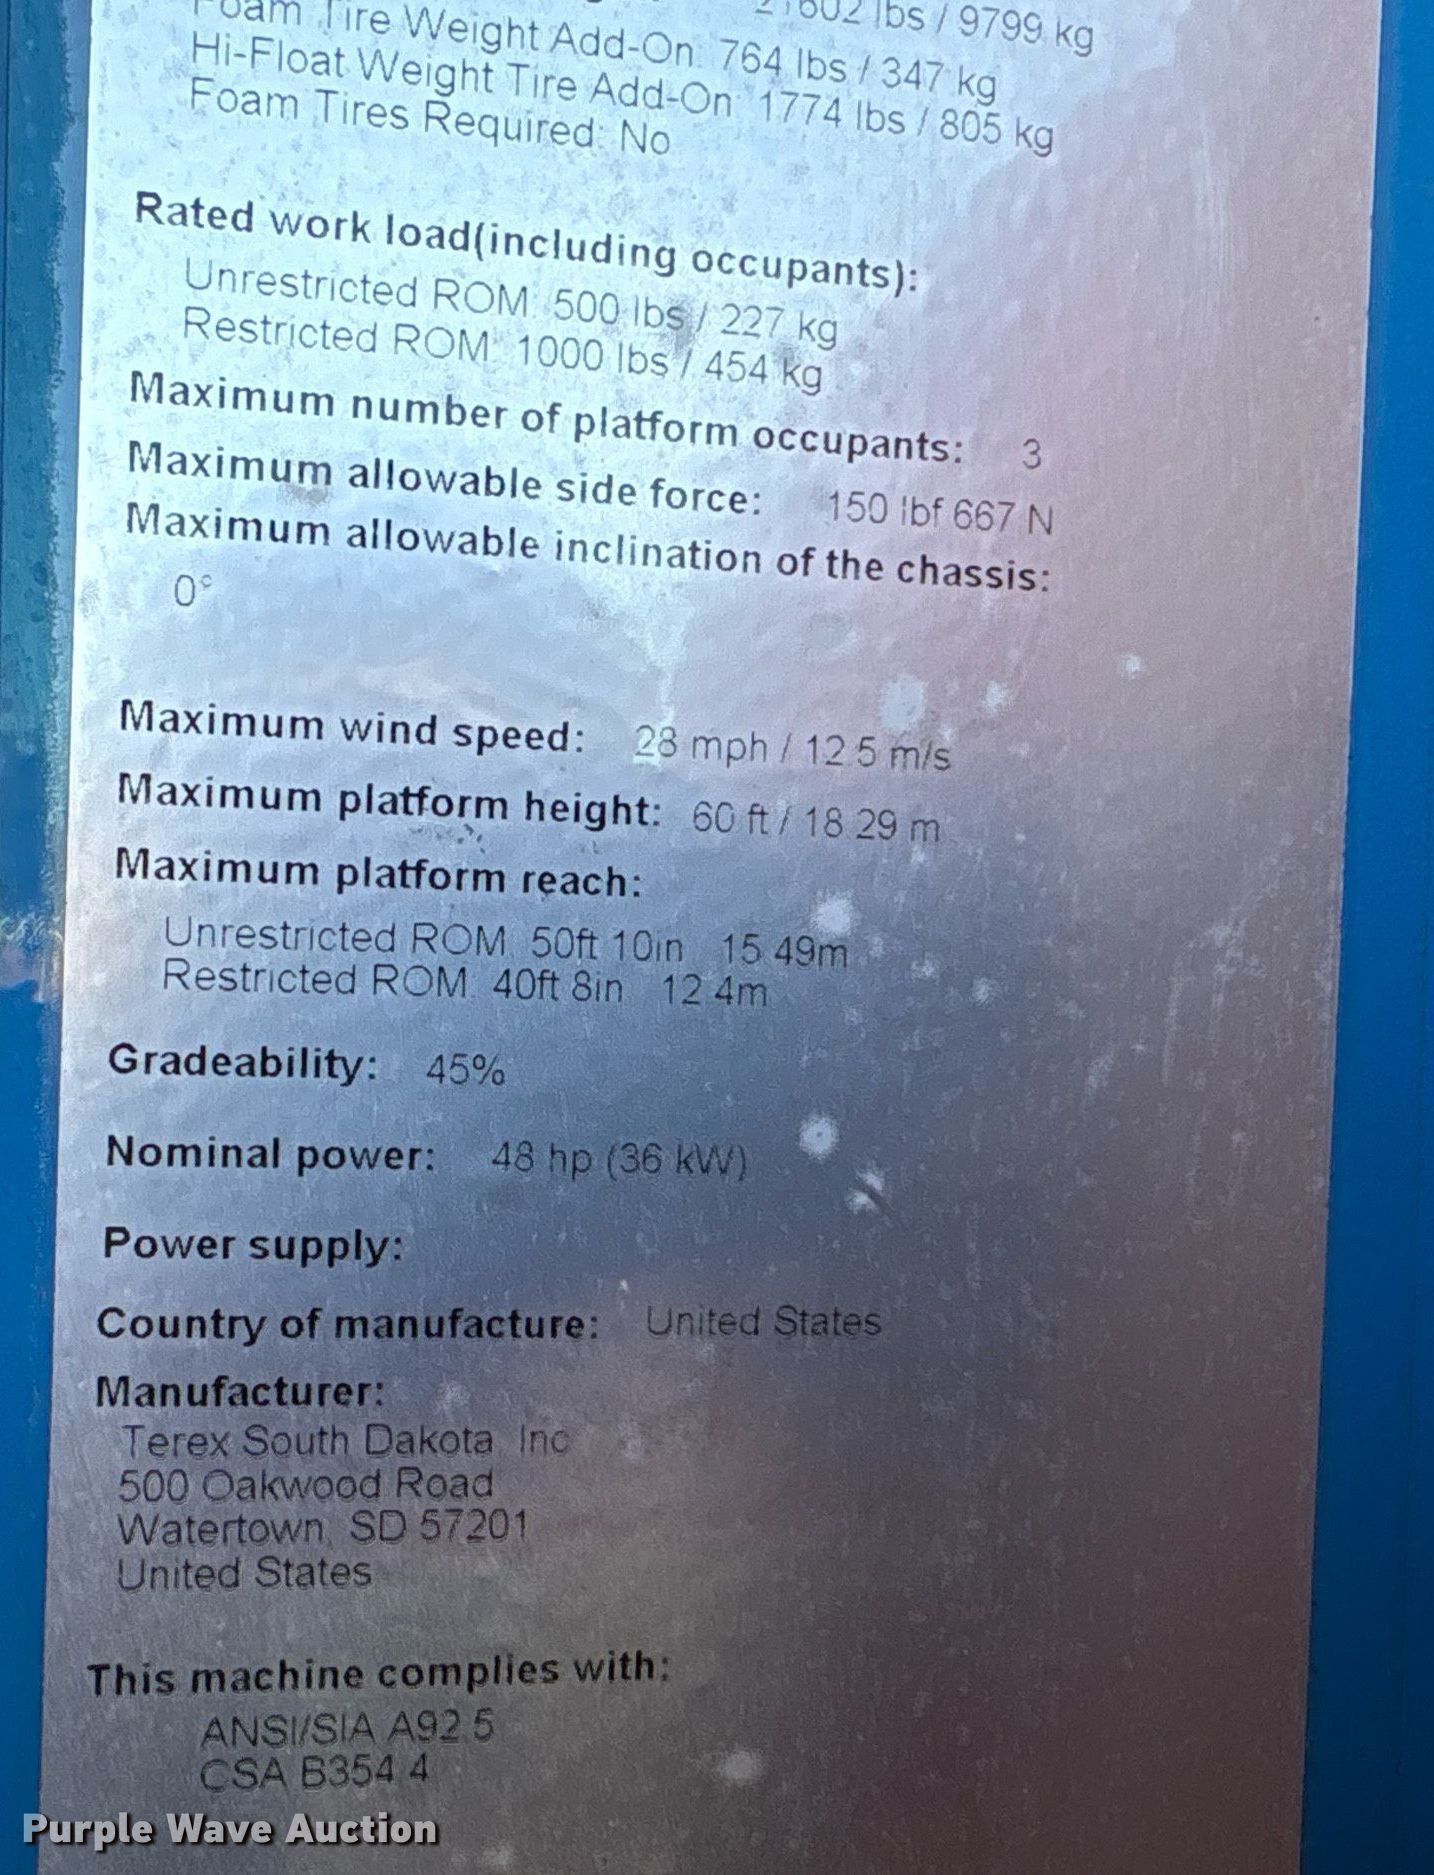 21602 lbs / 9799 kg
Foam Tire Weight Add-On: 764 lbs / 347 kg
Hi-Float Weight Tire Add-On: 1774 lbs / 805 kg
Foam Tires Required: No
Rated work load(including occupants):
Unrestricted ROM: 500 lbs / 227 kg
Restricted ROM: 1000 lbs / 454 kg
Maximum number of platform occupants: 3
Maximum allowable side force: 150 lbf 667 N
Maximum allowable inclination of the chassis:
0°
Maximum wind speed: 28 mph / 12.5 m/s
Maximum platform height: 60 ft / 18.29 m
Maximum platform reach:
Unrestricted ROM: 50ft 10in 15.49m
Restricted ROM: 40ft 8in 12.4m
Gradeability: 45%
Nominal power: 48 hp (36 kW)
Power supply:
Country of manufacture: United States
Manufacturer:
Terex South Dakota, Inc
500 Oakwood Road
Watertown, SD 57201
United States
This machine complies with:
ANSI/SIA A92.5
CSA B354.4
Purple Wave Auction